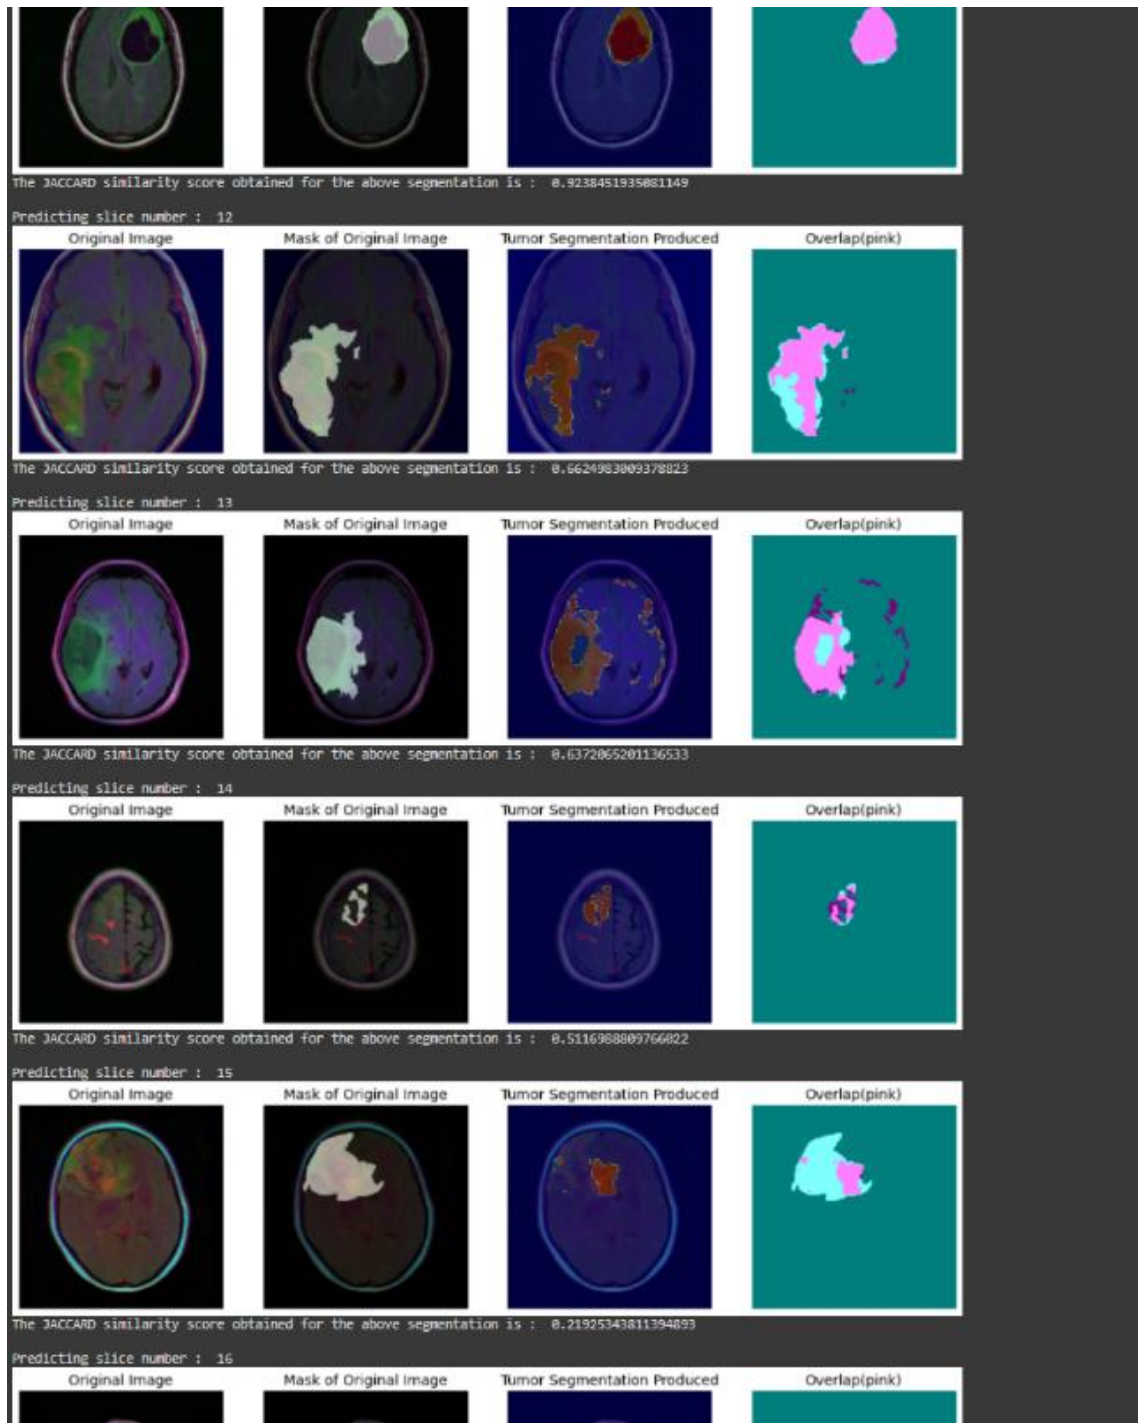 The JACCARD similarity score obtained for the above segmentation is :  0.9238451935081149
Predicting slice number :  12
Original Image Mask of Original Image Tumor Segmentation Produced Overlap(pink)
The JACCARD similarity score obtained for the above segmentation is :  0.6624983009378823
Predicting slice number :  13
Original Image Mask of Original Image Tumor Segmentation Produced Overlap(pink)
The JACCARD similarity score obtained for the above segmentation is :  0.6372065201136533
Predicting slice number :  14
Original Image Mask of Original Image Tumor Segmentation Produced Overlap(pink)
The JACCARD similarity score obtained for the above segmentation is :  0.5116988809766022
Predicting slice number :  15
Original Image Mask of Original Image Tumor Segmentation Produced Overlap(pink)
The JACCARD similarity score obtained for the above segmentation is :  0.21925343811394893
Predicting slice number :  16
Original Image Mask of Original Image Tumor Segmentation Produced Overlap(pink)